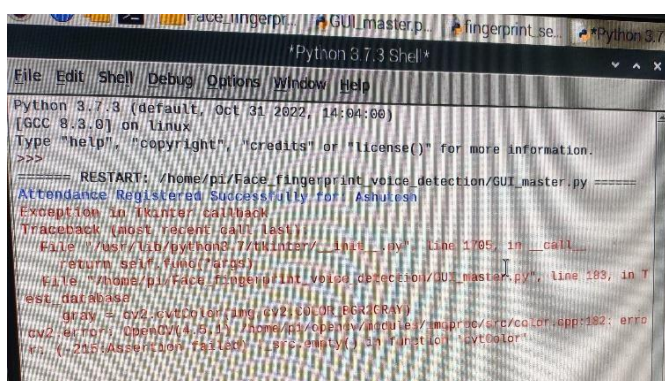 Face_fingerpr... GUI_master.p... fingerprint_se... *Python 3.7
*Python 3.7.3 Shell*
File Edit Shell Debug Options Window Help
Python 3.7.3 (default, Oct 31 2022, 14:04:00)
[GCC 8.3.0] on linux
Type "help", "copyright", "credits" or "license()" for more information.
>>>
====== RESTART: /home/pi/Face_fingerprint_voice_detection/GUI_master.py ======
Attendance Registered Successfully for: Ashutosh
Exception in Tkinter callback
Traceback (most recent call last):
File "/usr/lib/python3.7/tkinter/__init__.py", line 1705, in __call__
return self.func(*args)
File "/home/pi/Face_fingerprint_voice_detection/GUI_master.py", line 183, in T
est_database
gray = cv2.cvtColor(img,cv2.COLOR_BGR2GRAY)
cv2.error: OpenCV(4.5.1) /home/pi/opencv/modules/imgproc/src/color.cpp:182: erro
r: (-215:Assertion failed) !_src.empty() in function 'cvtColor'